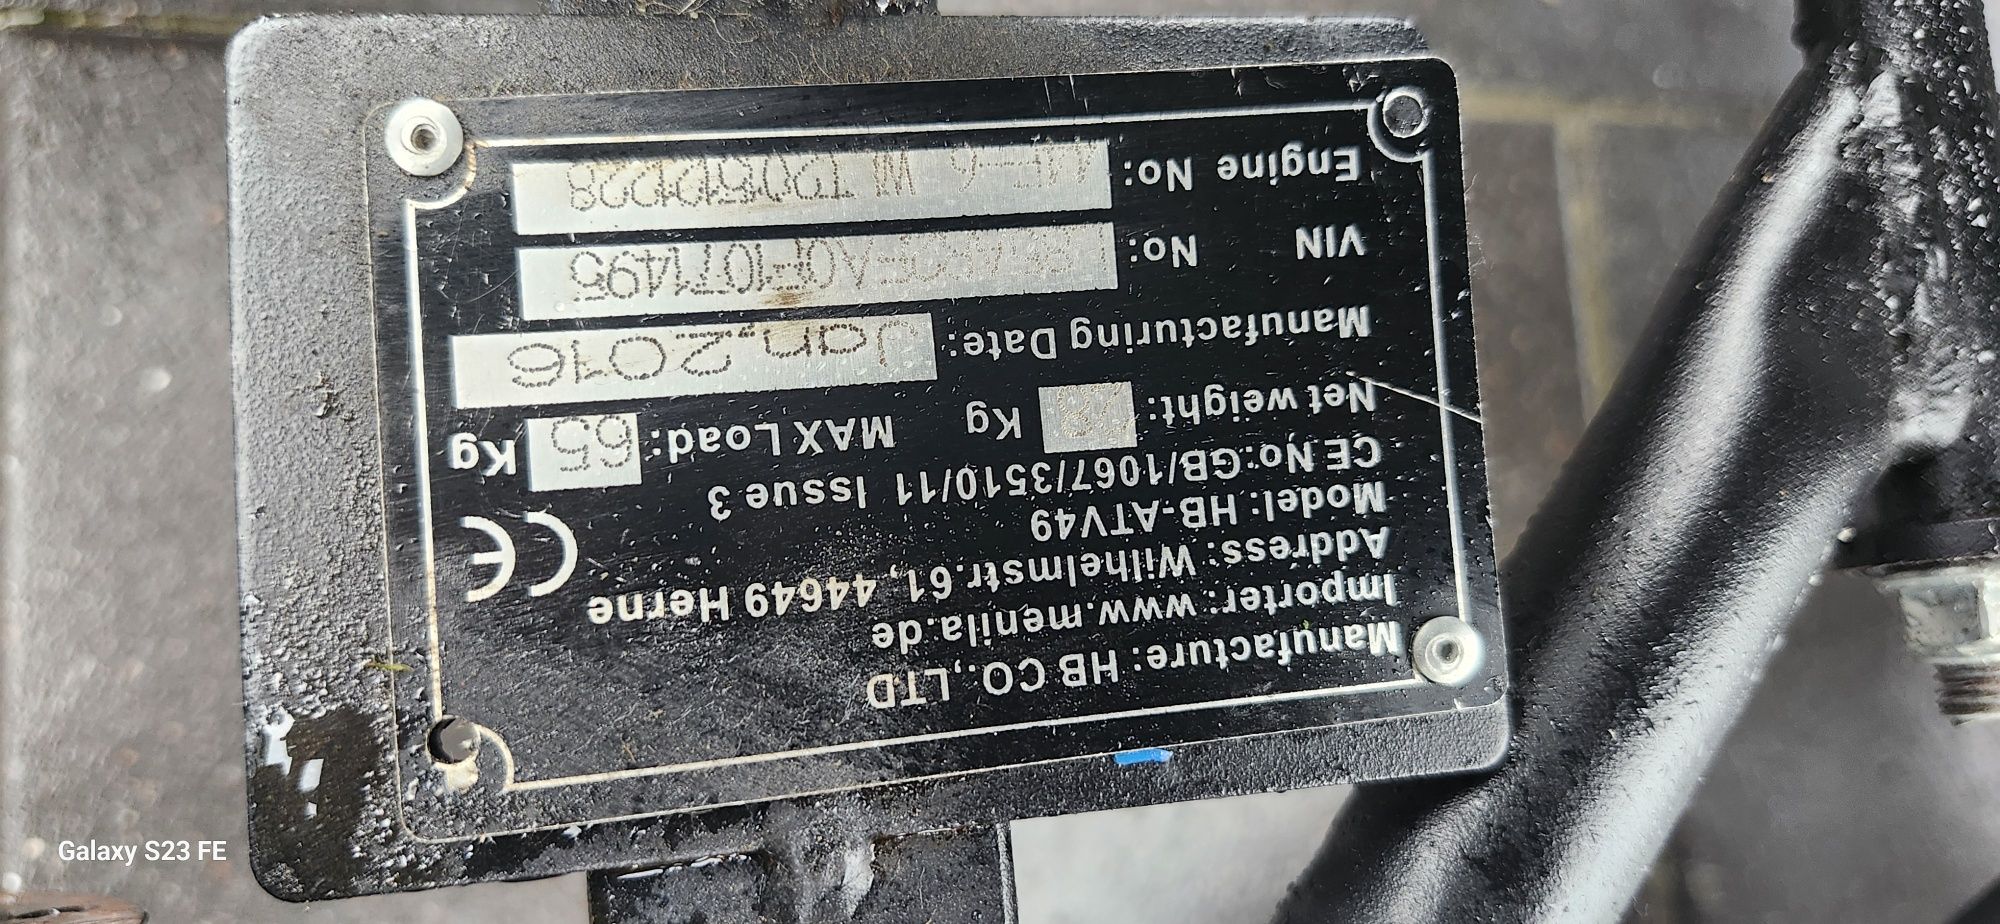 Manufacture: HB CO.,LTD
Importer: www.menila.de
Address: Wilhelmstr.61, 44649 Herne
Model: HB-ATV49
CE No:GB/1067/3510/11 Issue 3
CE
Net weight: Kg MAX Load: 65 Kg
Manufacturing Date: Jan,2016
VIN No:
Engine No:
Galaxy S23 FE